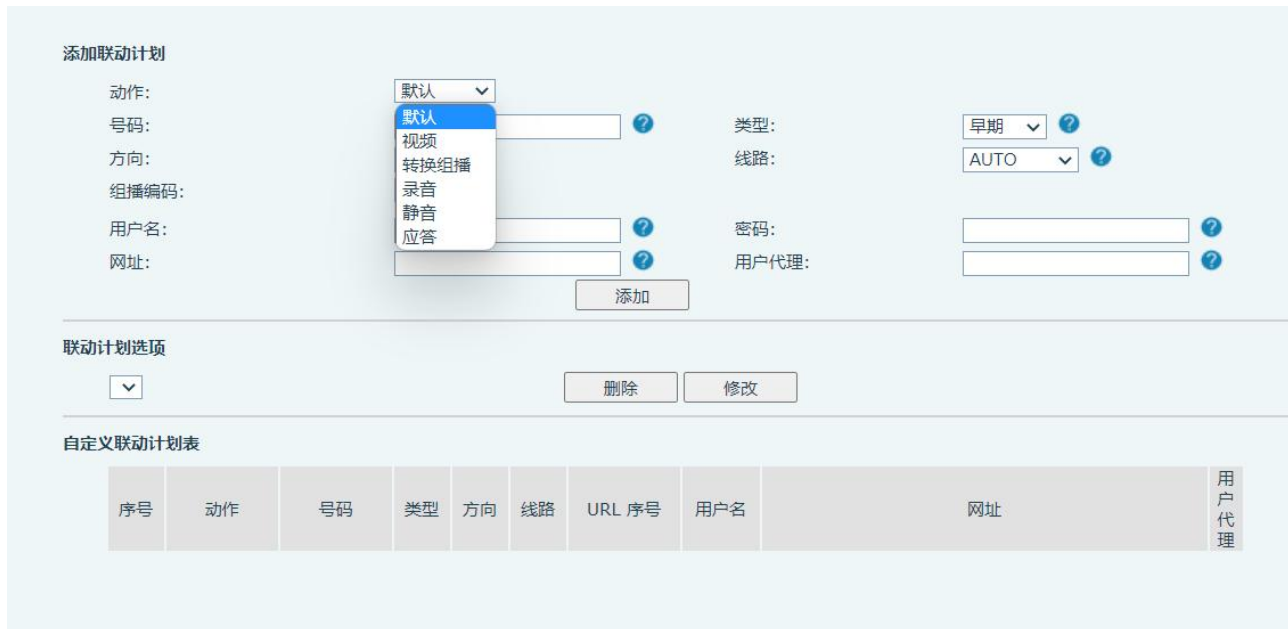 添加联动计划
动作: 默认
默认
视频
转换组播
录音
静音
应答
号码: ? 类型: 早期 ?
方向: 线路: AUTO ?
组播编码:
用户名: ? 密码: ?
网址: ? 用户代理: ?
添加
联动计划选项
删除 修改
自定义联动计划表
序号 动作 号码 类型 方向 线路 URL 序号 用户名 网址 用户代理